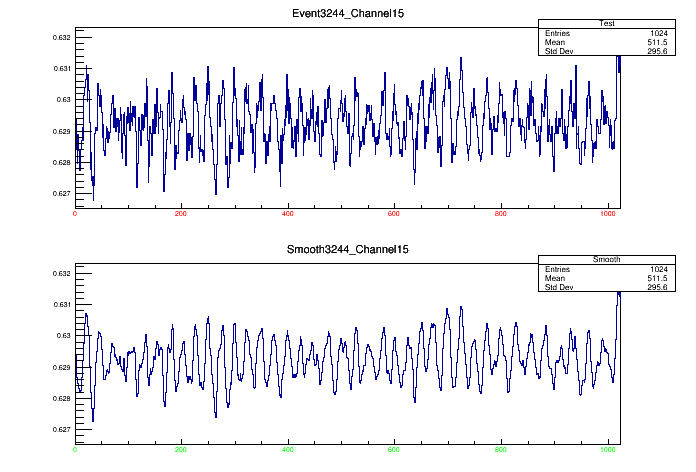 Event3244_Channel15
Test
Entries 1024
Mean 511.5
Std Dev 295.6
0.632
0.631
0.63
0.629
0.628
0.627
0 200 400 600 800 1000
Smooth3244_Channel15
Smooth
Entries 1024
Mean 511.5
Std Dev 295.6
0.632
0.631
0.63
0.629
0.628
0.627
0 200 400 600 800 1000